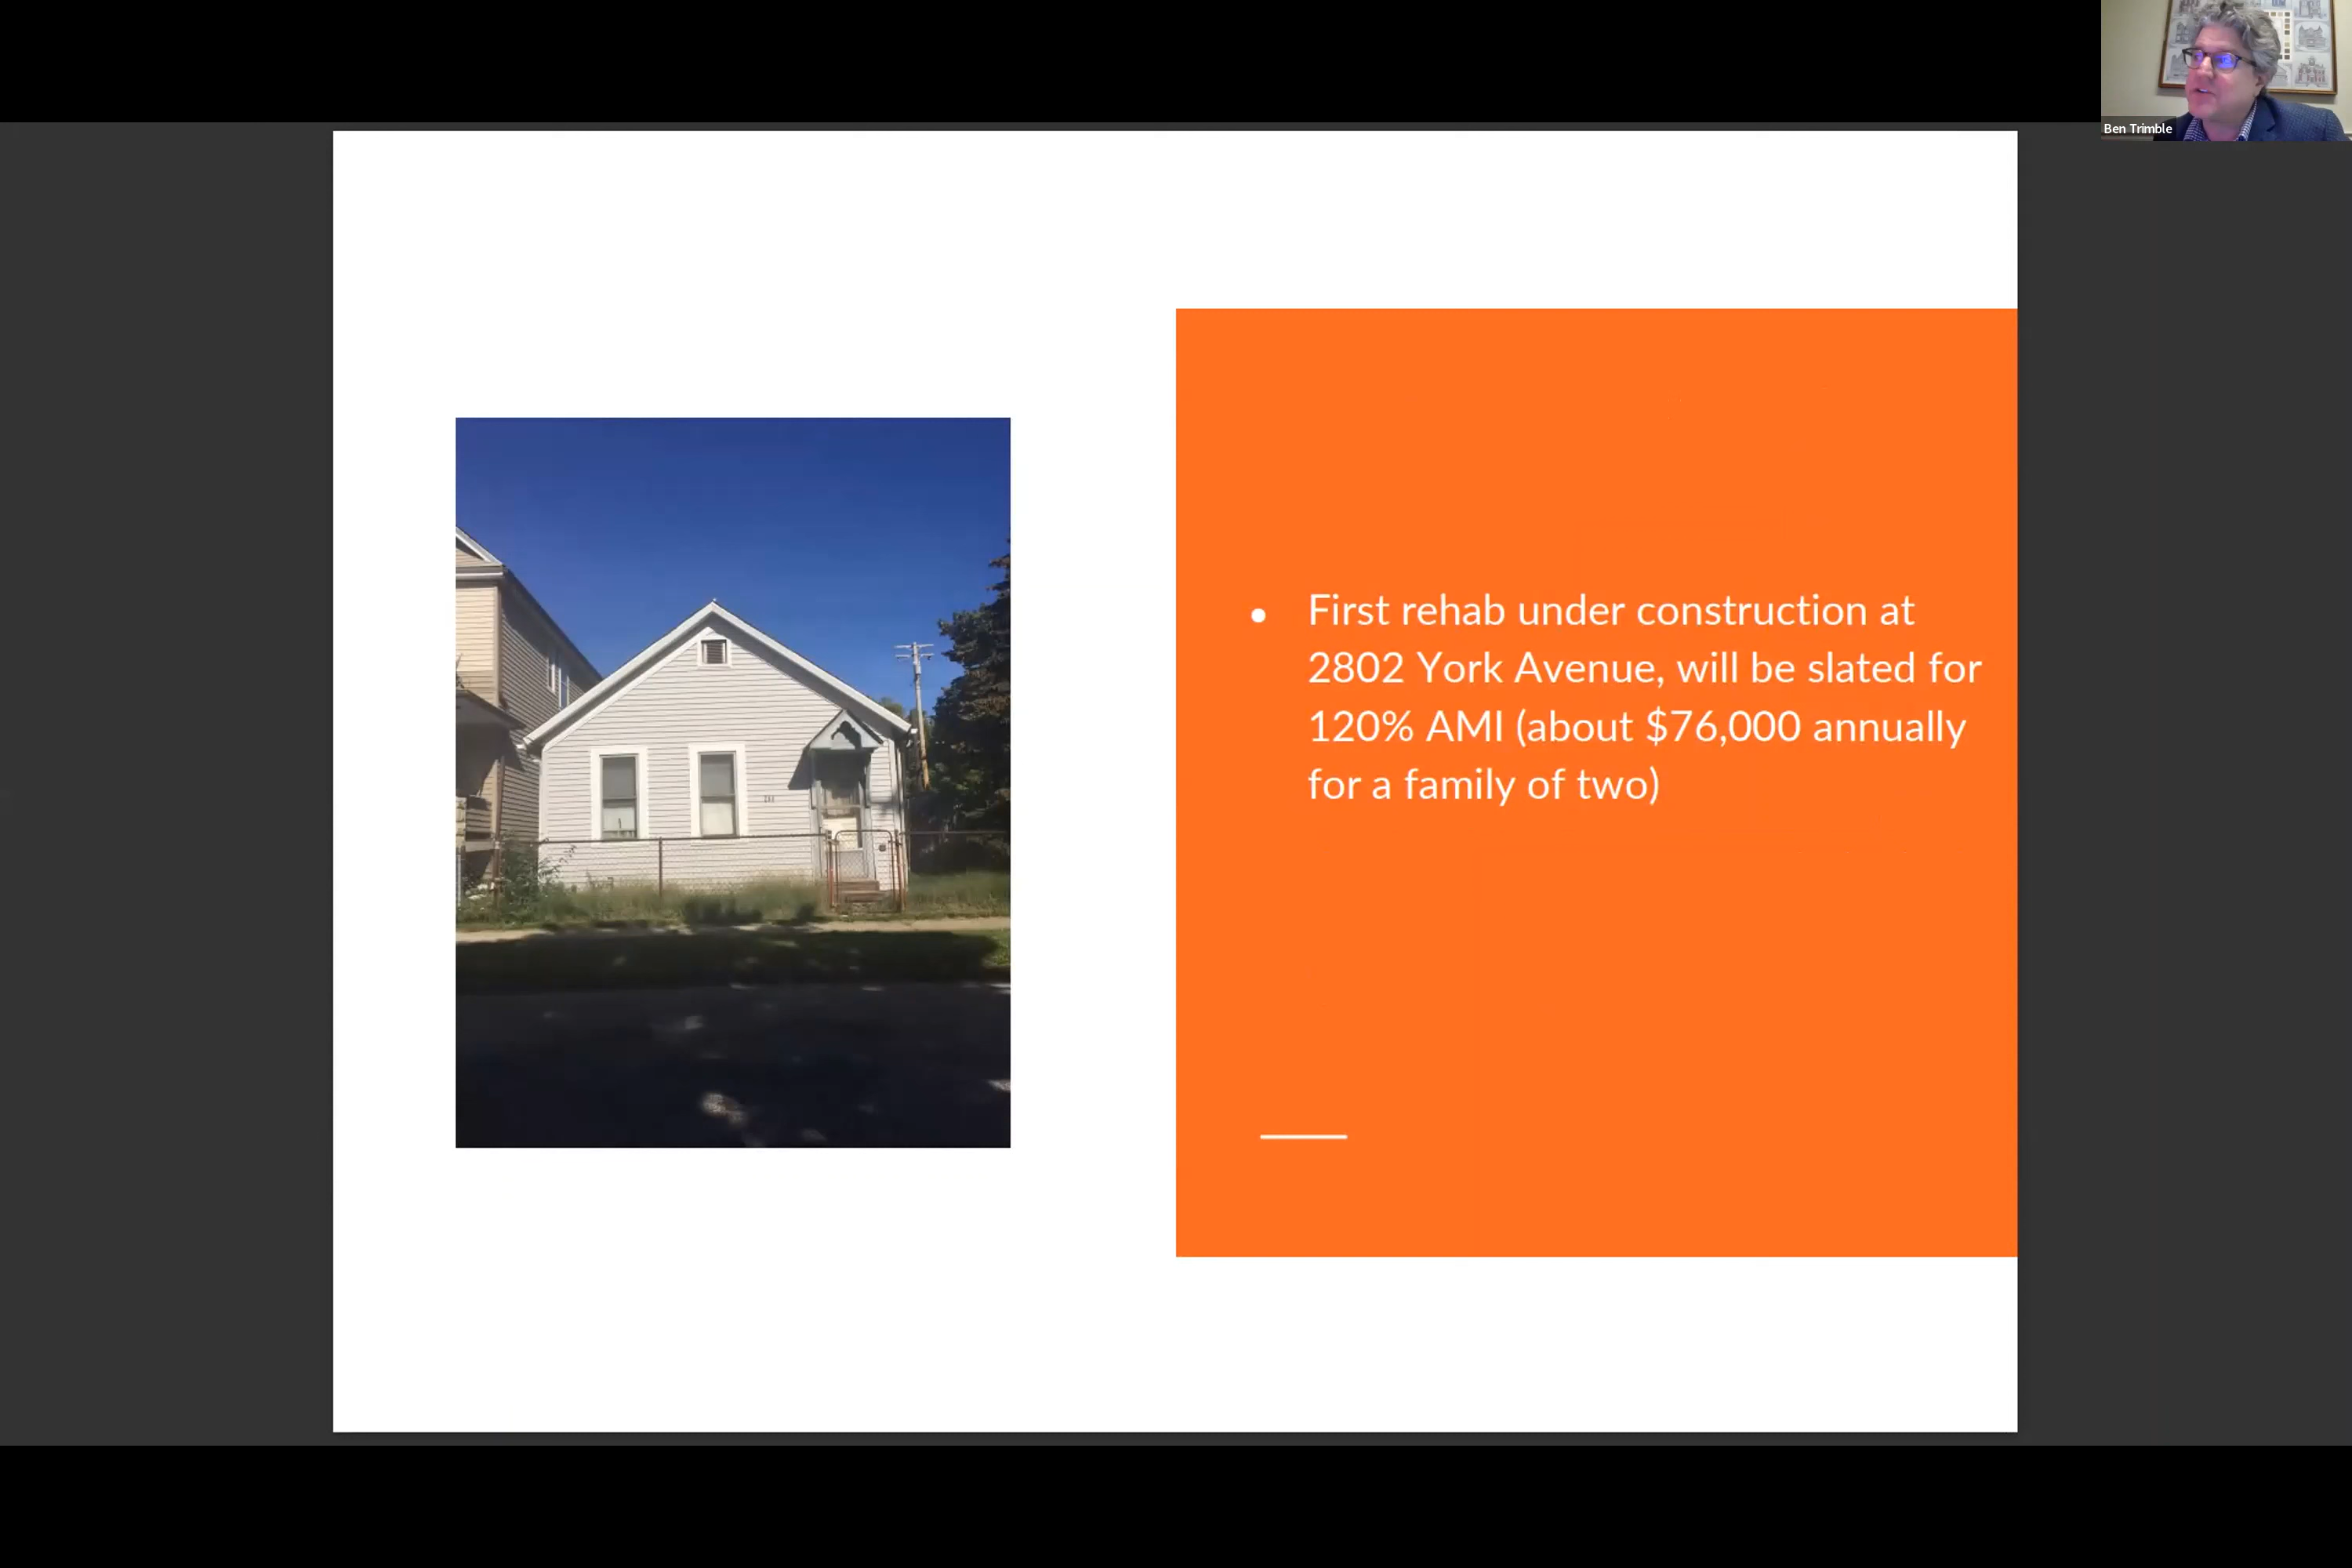 Ben Trimble
• First rehab under construction at
2802 York Avenue, will be slated for
120% AMI (about $76,000 annually
for a family of two)